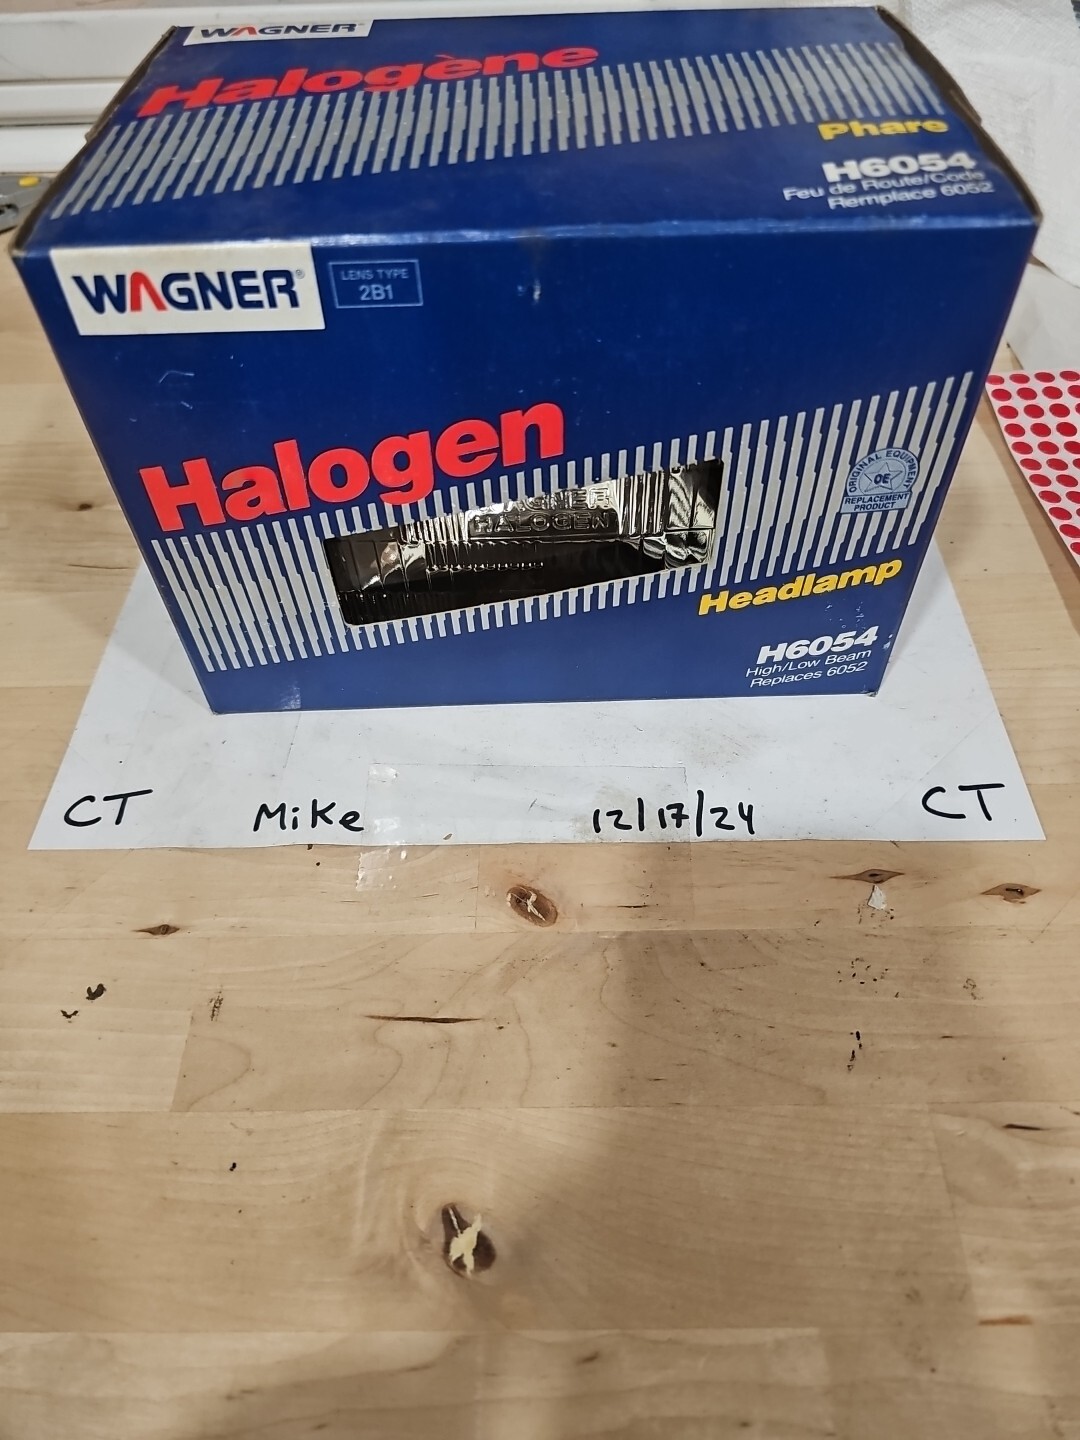 WAGNER
Halogène
Phare
H6054
Feu de Route/Code
Remplace 6052
WAGNER®
LENS TYPE
2B1
Halogen
WAGNER
HALOGEN
ORIGINAL EQUIPMENT
OE
REPLACEMENT
PRODUCT
Headlamp
H6054
High/Low Beam
Replaces 6052
CT Mike 12/17/24 CT